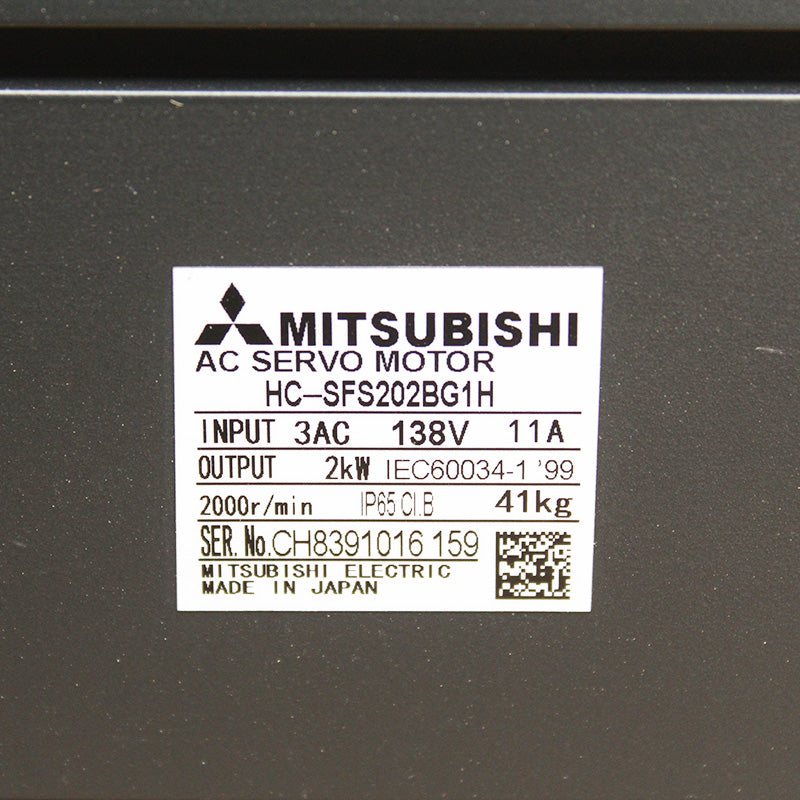 MITSUBISHI
AC SERVO MOTOR
HC-SFS202BG1H
INPUT 3AC 138V 11A
OUTPUT 2kW IEC60034-1 '99
2000r/min IP65 Cl.B 41kg
SER. No. CH8391016 159
MITSUBISHI ELECTRIC
MADE IN JAPAN